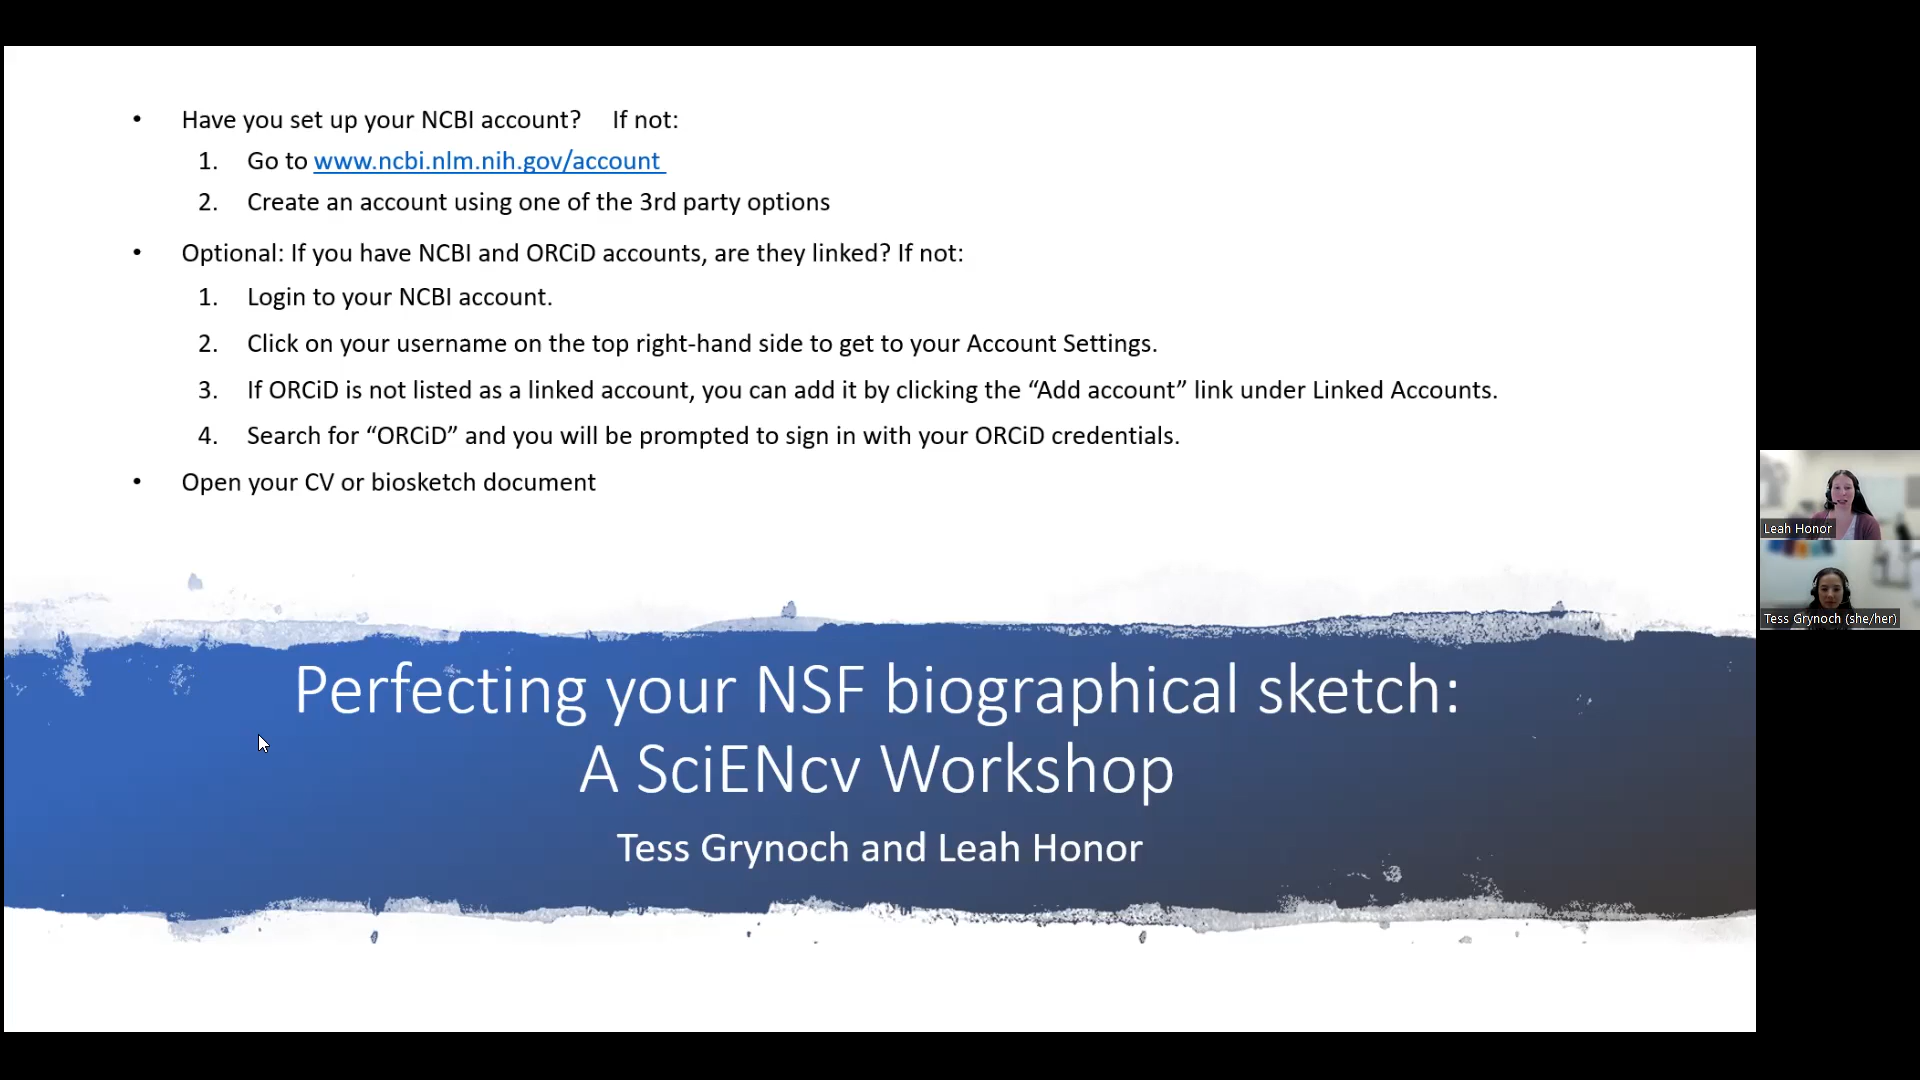 • Have you set up your NCBI account? If not:
1. Go to www.ncbi.nlm.nih.gov/account
2. Create an account using one of the 3rd party options
• Optional: If you have NCBI and ORCiD accounts, are they linked? If not:
1. Login to your NCBI account.
2. Click on your username on the top right-hand side to get to your Account Settings.
3. If ORCiD is not listed as a linked account, you can add it by clicking the “Add account” link under Linked Accounts.
4. Search for “ORCiD” and you will be prompted to sign in with your ORCiD credentials.
• Open your CV or biosketch document
Perfecting your NSF biographical sketch:
A SciENcv Workshop
Tess Grynoch and Leah Honor
Leah Honor
Tess Grynoch (she/her)